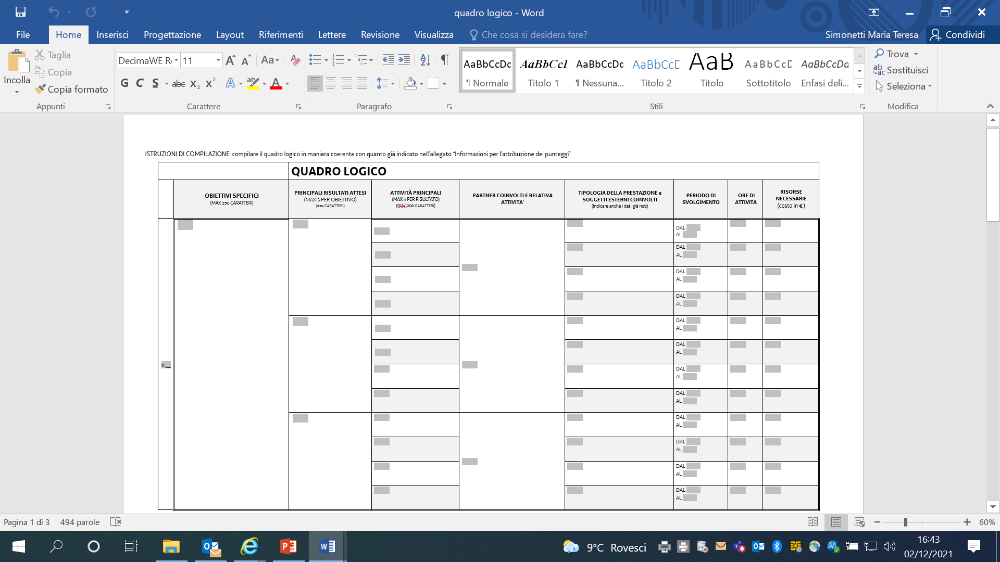 quadro logico - Word
File Home Inserisci Progettazione Layout Riferimenti Lettere Revisione Visualizza Che cosa si desidera fare? Simonetti Maria Teresa Condividi
Incolla
Taglia
Copia
Copia formato
Appunti
DecimaWE Re 11
Aa
G C S abc X₂ X² A ab A
Carattere
Paragrafo
AaBbCcDc AaBbCcI AaBbCcDc AaBbCcD AaB AaBbCcD AaBbCcDa
¶ Normale Titolo 1 ¶ Nessuna... Titolo 2 Titolo Sottotitolo Enfasi deli...
Stili
Trova
Sostituisci
Seleziona
Modifica
ISTRUZIONI DI COMPILAZIONE: compilare il quadro logico in maniera coerente con quanto già indicato nell'allegato “Informazioni per l'attribuzione dei punteggi”
QUADRO LOGICO
OBIETTIVI SPECIFICI
(MAX 250 CARATTERI)
PRINCIPALI RISULTATI ATTESI
(MAX 3 PER OBIETTIVO)
(250 CARATTERI)
ATTIVITÀ PRINCIPALI
(MAX 4 PER RISULTATO)
(max 200 CARATTERI)
PARTNER COINVOLTI E RELATIVA
ATTIVITA'
TIPOLOGIA DELLA PRESTAZIONE e
SOGGETTI ESTERNI COINVOLTI
(indicare anche i dati già noti)
PERIODO DI
SVOLGIMENTO
ORE DI
ATTIVITA
RISORSE
NECESSARIE
(costo in €.)
n.__
DAL
AL
DAL
AL
DAL
AL
DAL
AL
DAL
AL
DAL
AL
DAL
AL
DAL
AL
DAL
AL
DAL
AL
DAL
AL
DAL
AL
Pagina 1 di 3 494 parole 60%
9°C Rovesci
16:43
02/12/2021